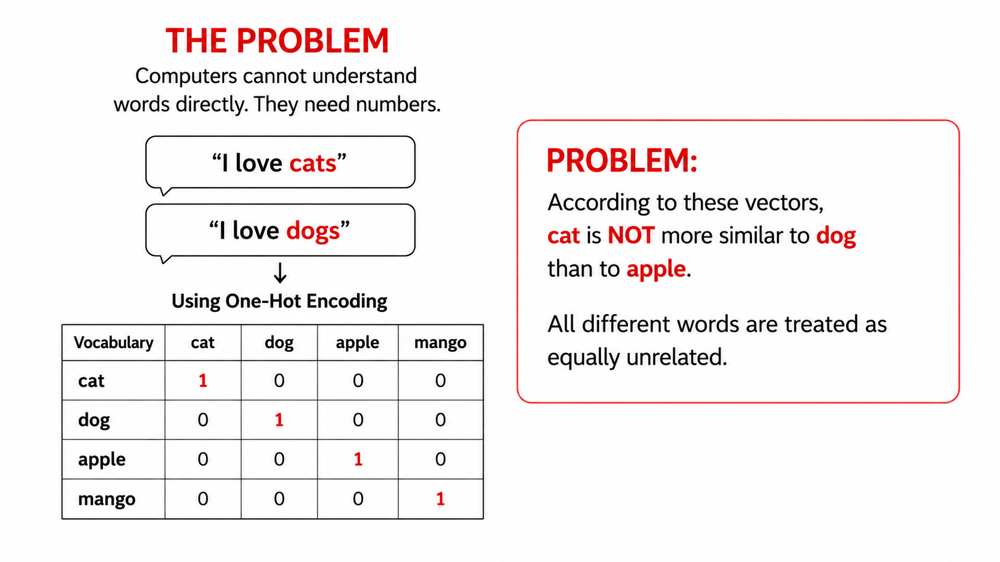 THE PROBLEM
Computers cannot understand
words directly. They need numbers.
“I love cats”
“I love dogs”
↓
Using One-Hot Encoding
Vocabulary cat dog apple mango
cat 1 0 0 0
dog 0 1 0 0
apple 0 0 1 0
mango 0 0 0 1
PROBLEM:
According to these vectors,
cat is NOT more similar to dog
than to apple.
All different words are treated as
equally unrelated.